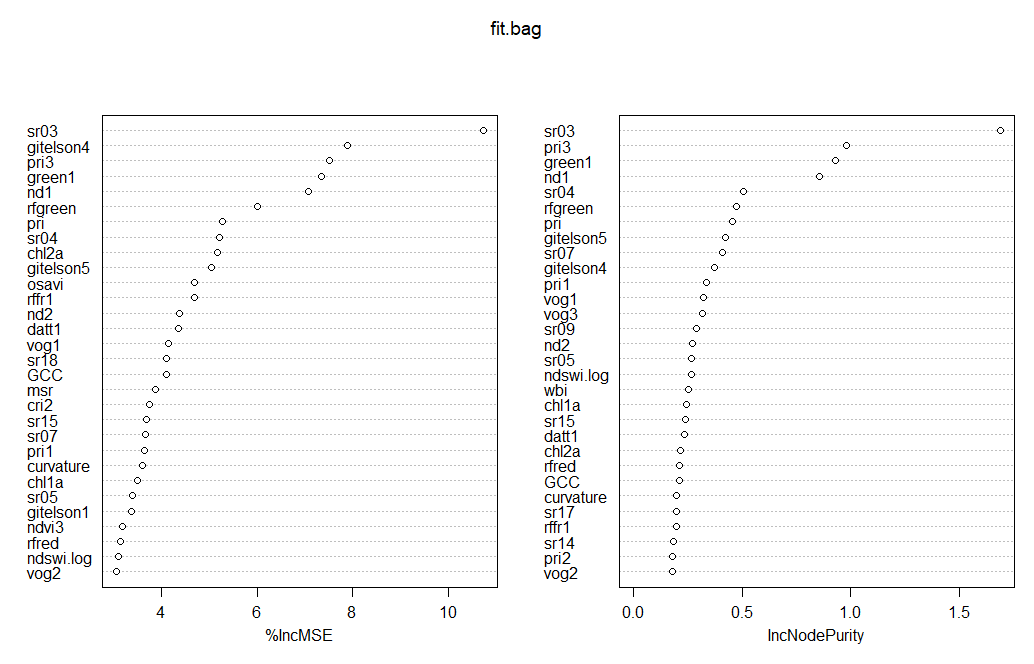 fit.bag
sr03
gitelson4
pri3
green1
nd1
rfgreen
pri
sr04
chl2a
gitelson5
osavi
rffr1
nd2
datt1
vog1
sr18
GCC
msr
cri2
sr15
sr07
pri1
curvature
chl1a
sr05
gitelson1
ndvi3
rfred
ndswi.log
vog2
4 6 8 10
%IncMSE
sr03
pri3
green1
nd1
sr04
rfgreen
pri
gitelson5
sr07
gitelson4
pri1
vog1
vog3
sr09
nd2
sr05
ndswi.log
wbi
chl1a
sr15
datt1
chl2a
rfred
GCC
curvature
sr17
rffr1
sr14
pri2
vog2
0.0 0.5 1.0 1.5
IncNodePurity